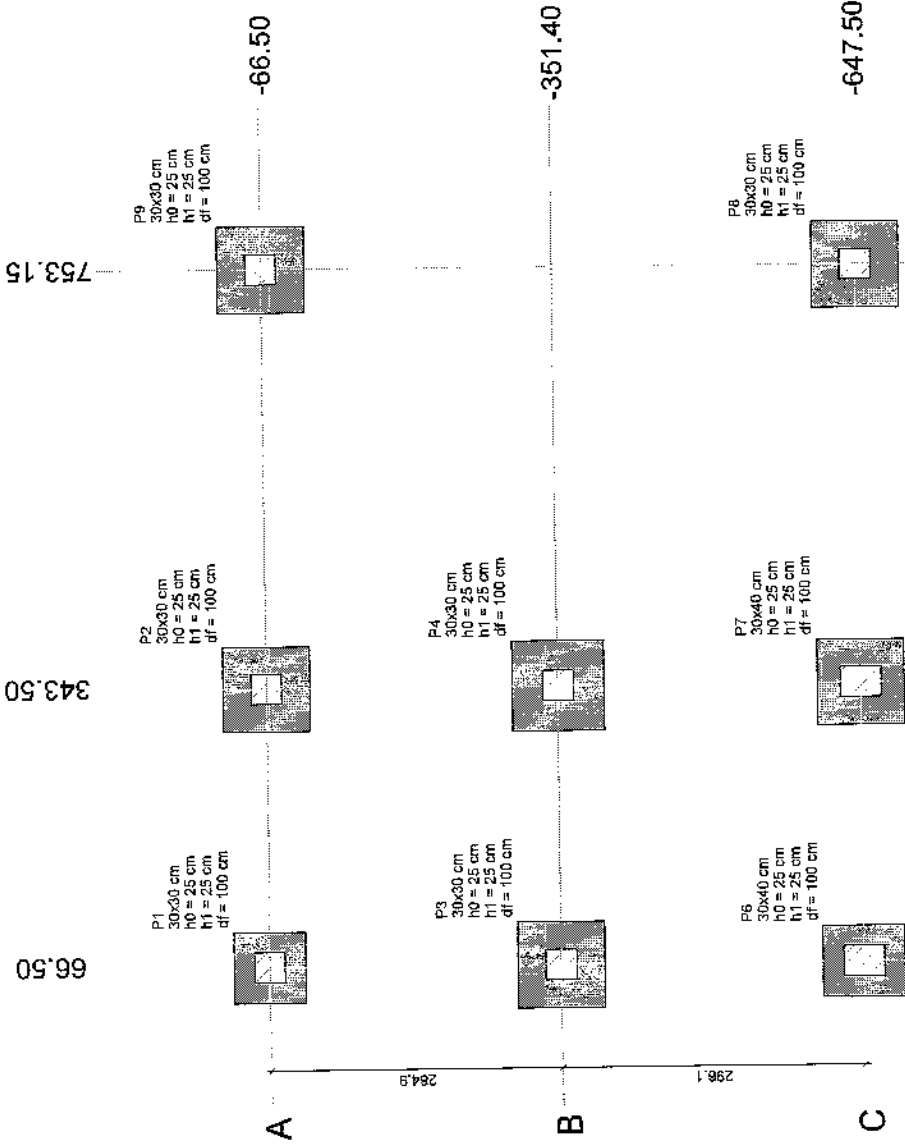 -66.50
-351.40
-647.50
753.15
343.50
66.50
P9
30x30 cm
h0 = 25 cm
h1 = 25 cm
df = 100 cm
P8
30x30 cm
h0 = 25 cm
h1 = 25 cm
df = 100 cm
P2
30x30 cm
h0 = 25 cm
h1 = 25 cm
df = 100 cm
P4
30x30 cm
h0 = 25 cm
h1 = 25 cm
df = 100 cm
P7
30x40 cm
h0 = 25 cm
h1 = 25 cm
df = 100 cm
P1
30x30 cm
h0 = 25 cm
h1 = 25 cm
df = 100 cm
P3
30x30 cm
h0 = 25 cm
h1 = 25 cm
df = 100 cm
P6
30x40 cm
h0 = 25 cm
h1 = 25 cm
df = 100 cm
284.9
296.1
A
B
C